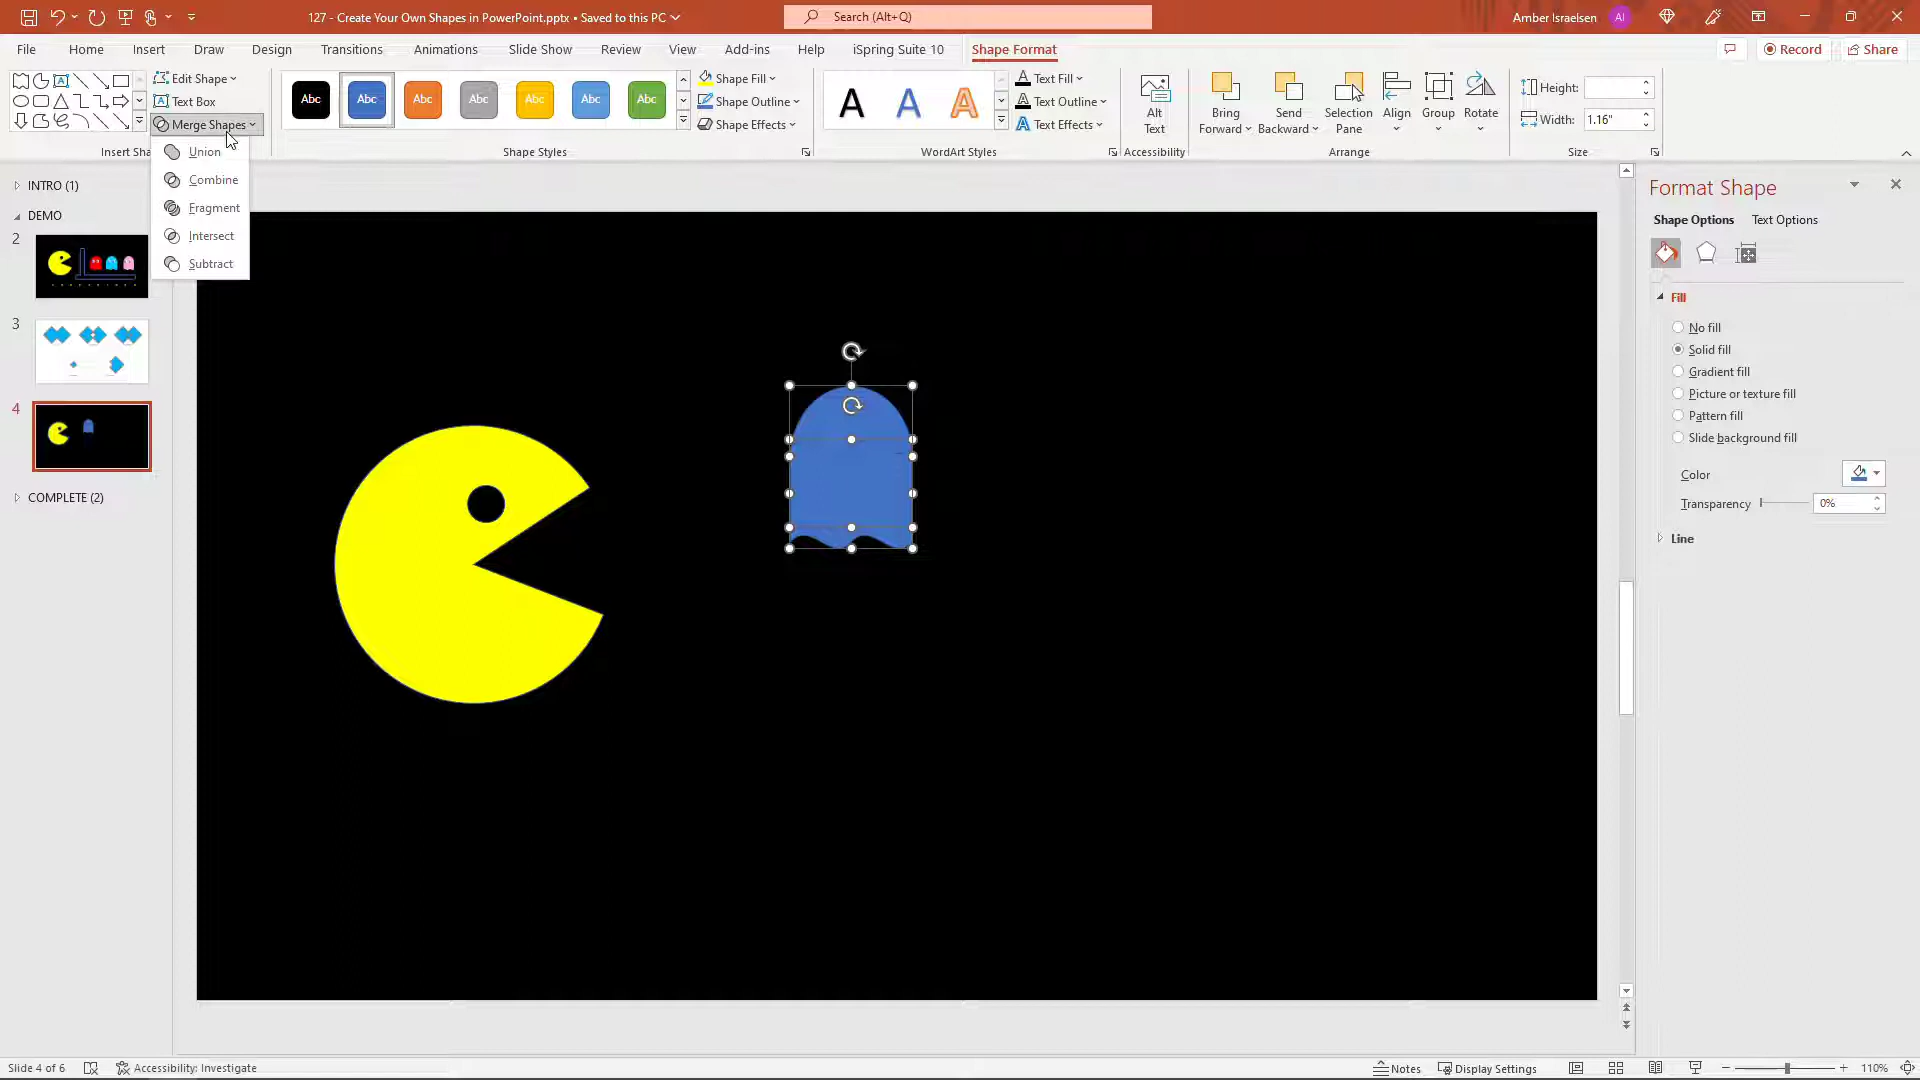 127 - Create Your Own Shapes in PowerPoint.pptx • Saved to this PC
Search (Alt+Q)
Amber Israelsen
AI
File
Home
Insert
Draw
Design
Transitions
Animations
Slide Show
Review
View
Add-ins
Help
iSpring Suite 10
Shape Format
Record
Share
Edit Shape
Text Box
Merge Shapes
Insert Sha
Abc
Abc
Abc
Abc
Abc
Abc
Abc
Shape Fill
Shape Outline
Shape Effects
Shape Styles
A
A
A
Text Fill
Text Outline
Text Effects
WordArt Styles
Alt
Text
Accessibility
Bring
Forward
Send
Backward
Selection
Pane
Align
Group
Rotate
Arrange
Height:
Width:
1.16"
Size
Union
Combine
Fragment
Intersect
Subtract
INTRO (1)
DEMO
2
3
4
COMPLETE (2)
Format Shape
Shape Options
Text Options
Fill
No fill
Solid fill
Gradient fill
Picture or texture fill
Pattern fill
Slide background fill
Color
Transparency
0%
Line
Slide 4 of 6
Accessibility: Investigate
Notes
Display Settings
110%